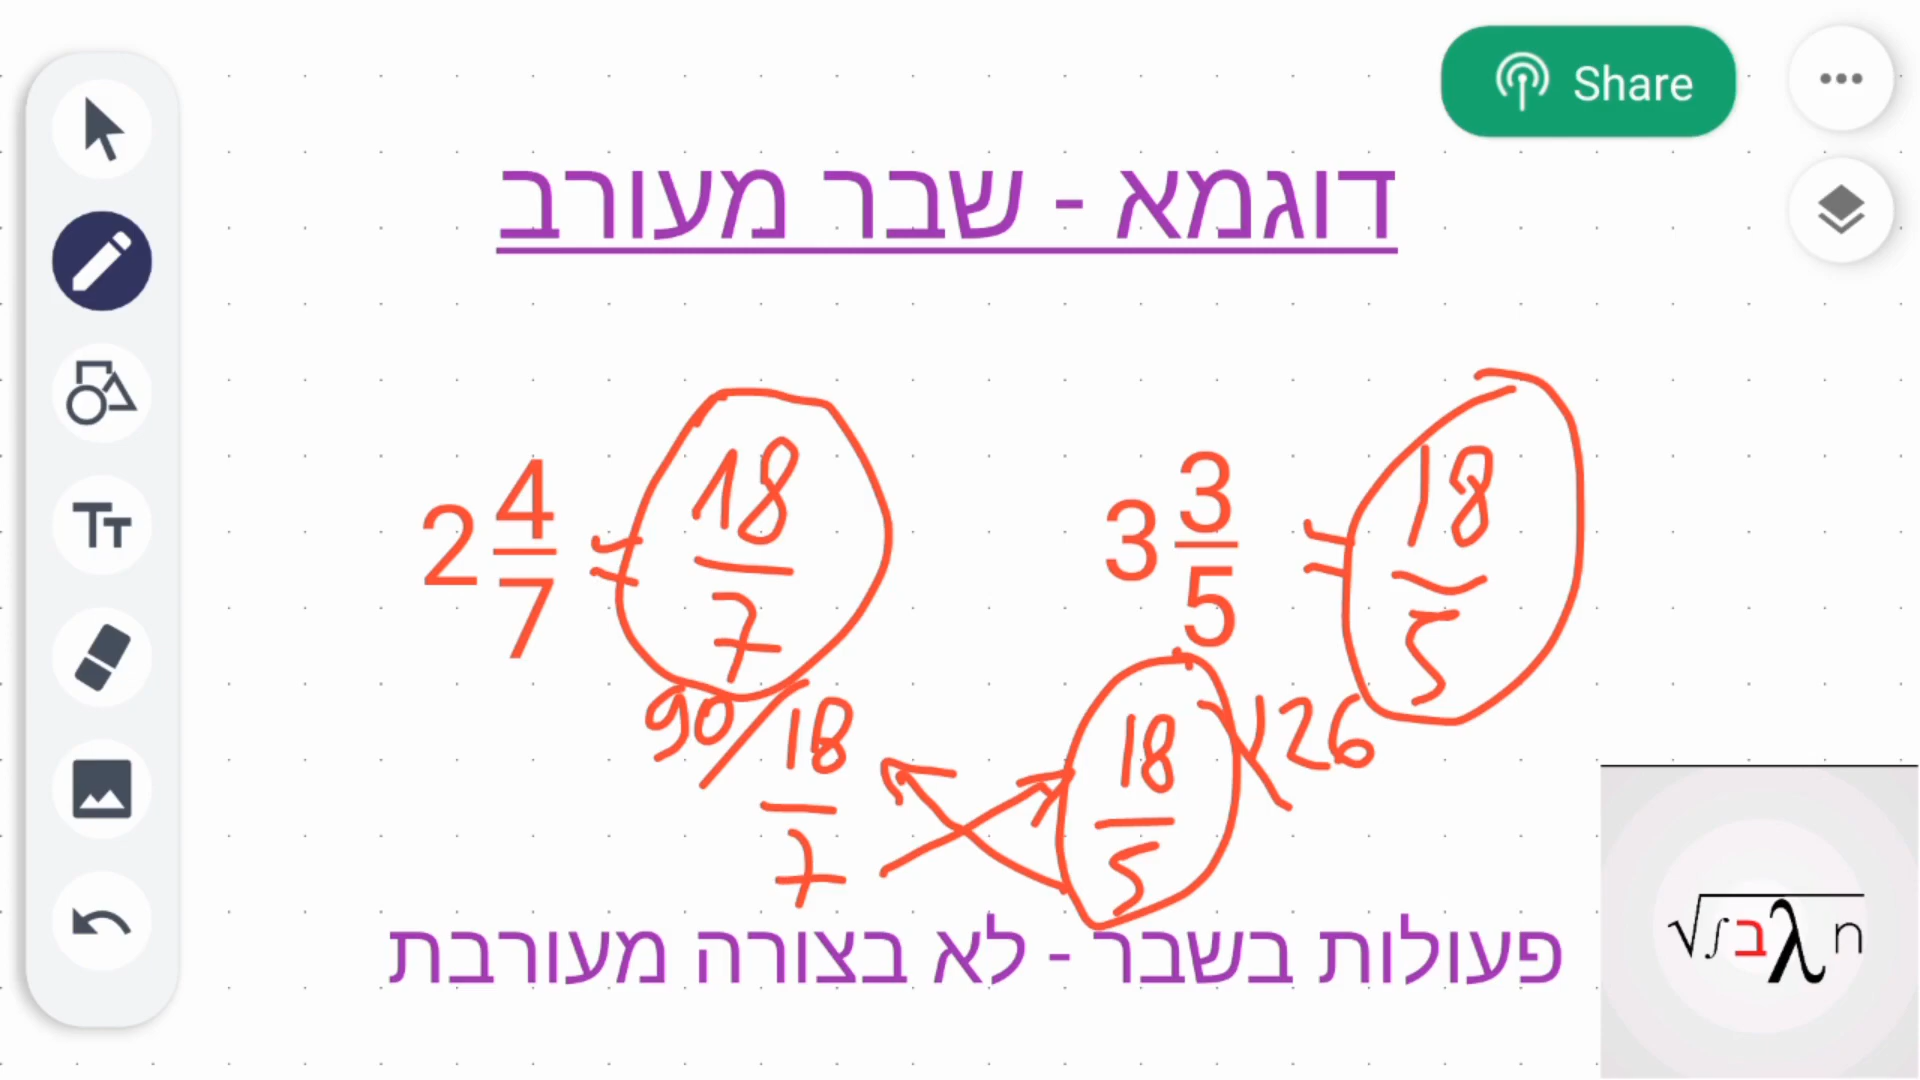 Share
דוגמא - שבר מעורב
2 4/7 = 18/7
3 3/5 = 18/5
90 18/7
18/5 126
פעולות בשבר - לא בצורה מעורבת
√∫בλn